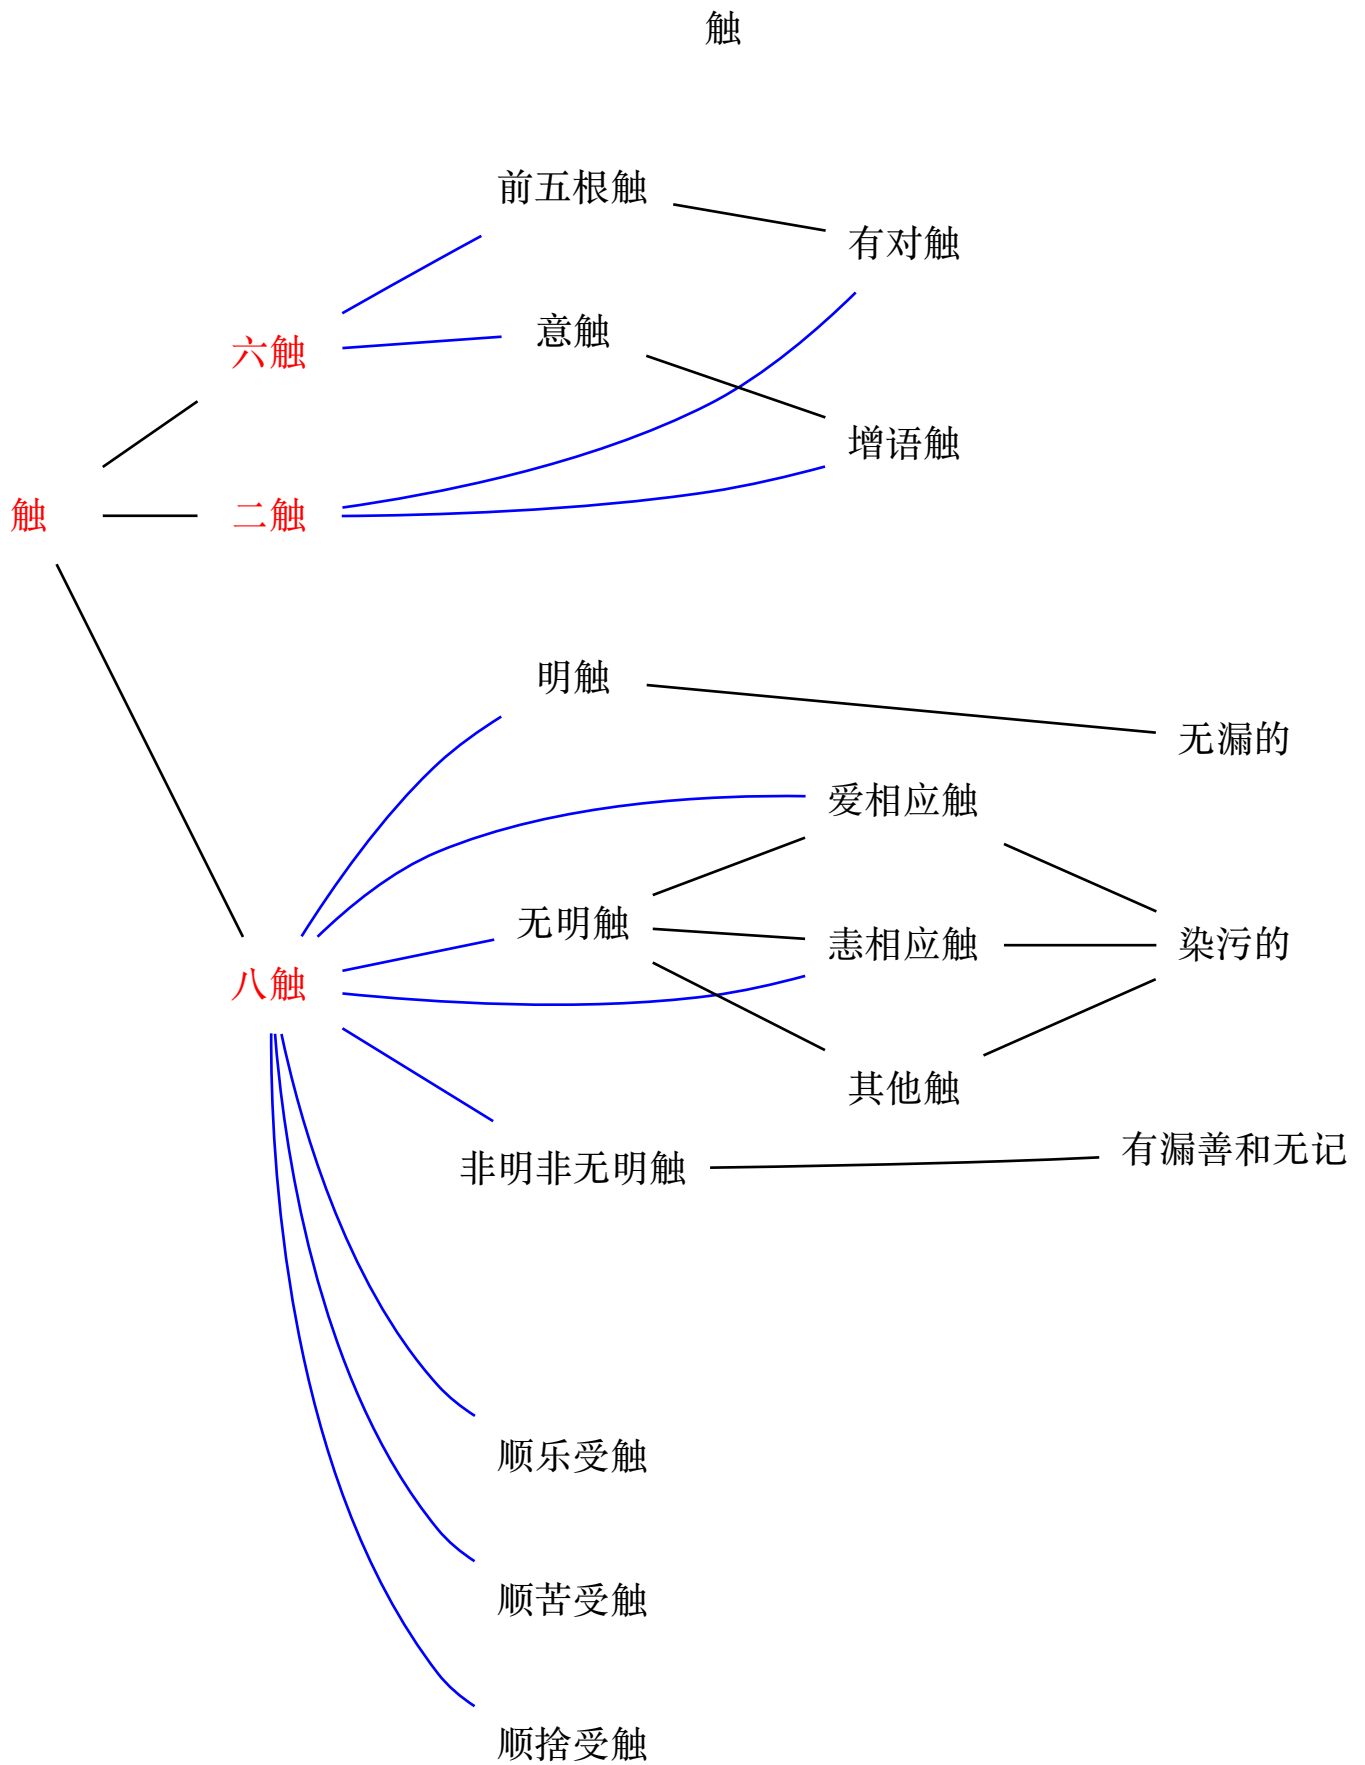 触
前五根触
有对触
意触
六触
增语触
触
二触
明触
无漏的
爱相应触
无明触
恚相应触
染污的
八触
其他触
有漏善和无记
非明非无明触
顺乐受触
顺苦受触
顺捨受触